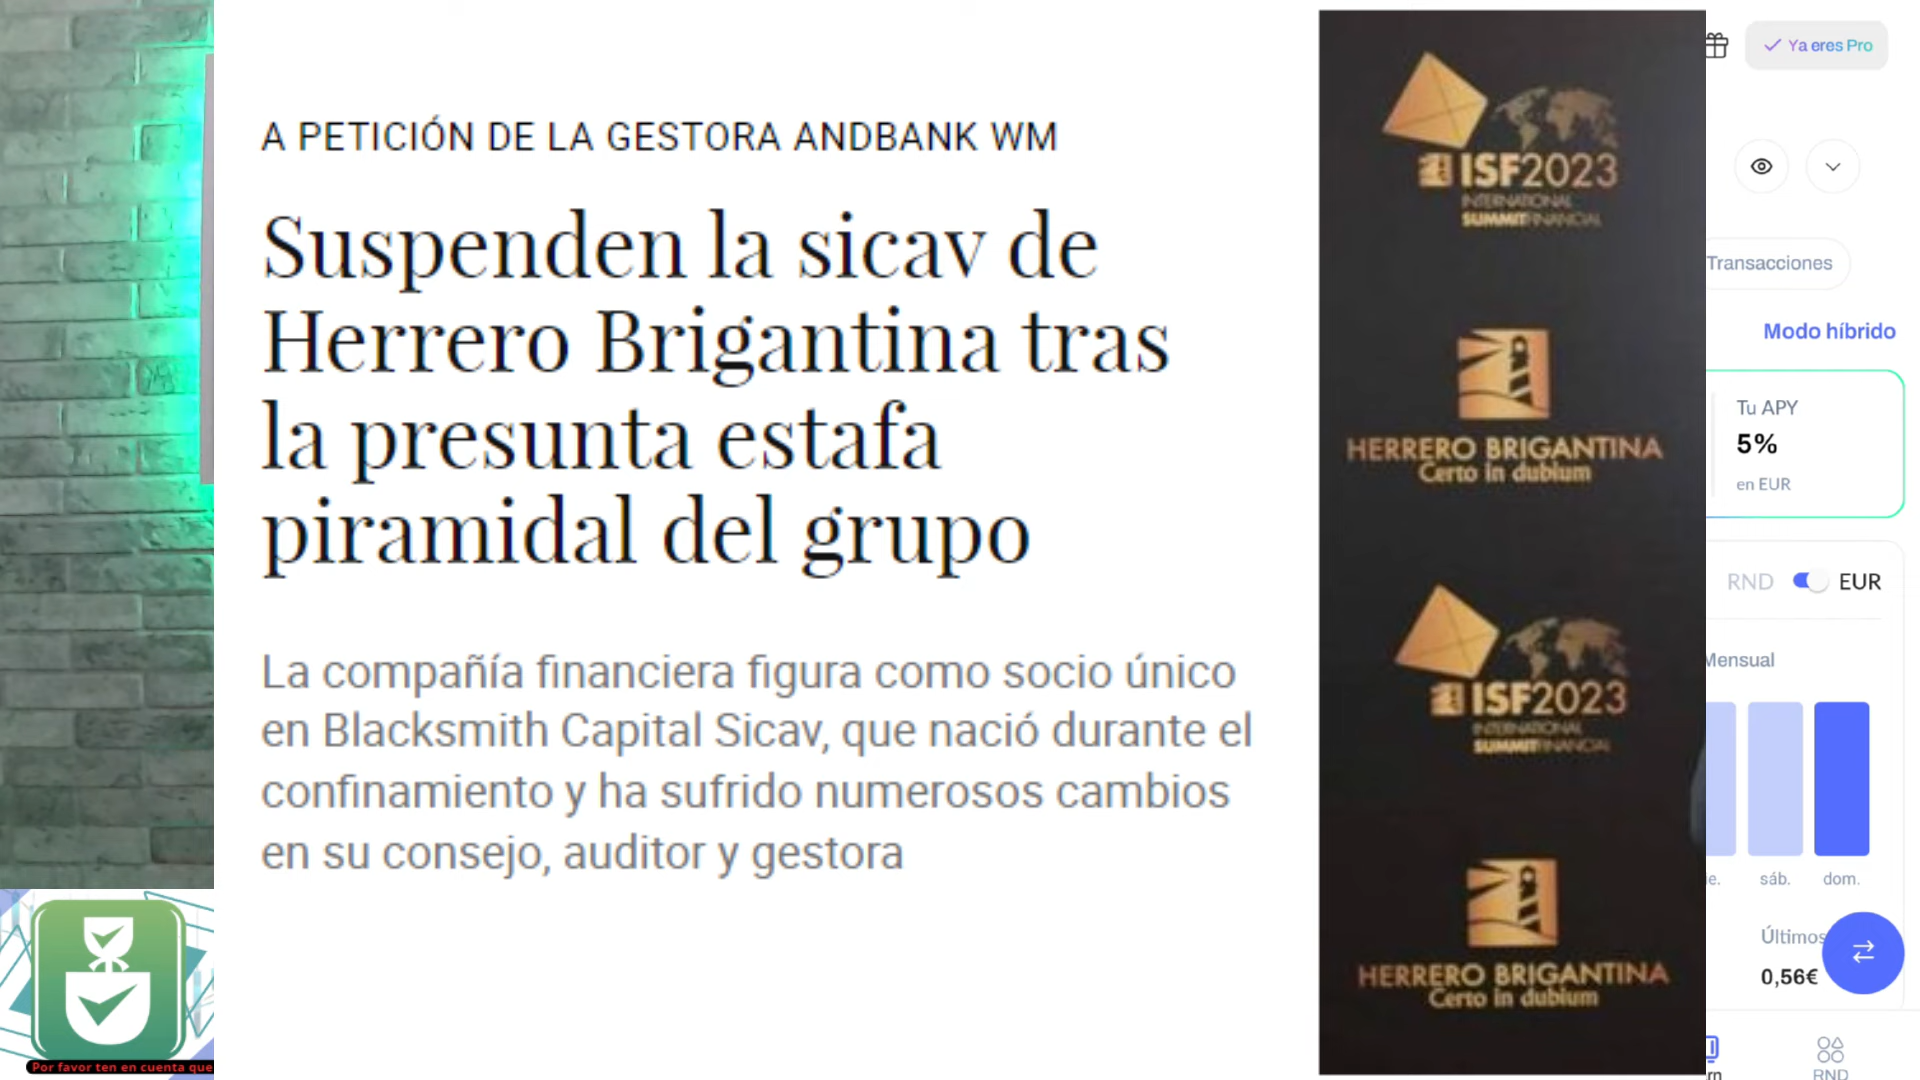 A PETICIÓN DE LA GESTORA ANDBANK WM
Suspenden la sicav de
Herrero Brigantina tras
la presunta estafa
piramidal del grupo
La compañía financiera figura como socio único
en Blacksmith Capital Sicav, que nació durante el
confinamiento y ha sufrido numerosos cambios
en su consejo, auditor y gestora
ISF2023
INTERNATIONAL
SUMMITFINANCIAL
HERRERO BRIGANTINA
Certo in dubium
ISF2023
INTERNATIONAL
SUMMITFINANCIAL
HERRERO BRIGANTINA
Certo in dubium
Ya eres Pro
Transacciones
Modo híbrido
Tu APY
5%
en EUR
RND EUR
Mensual
sáb. dom.
Últimos
0,56€
RND
Por favor ten en cuenta que